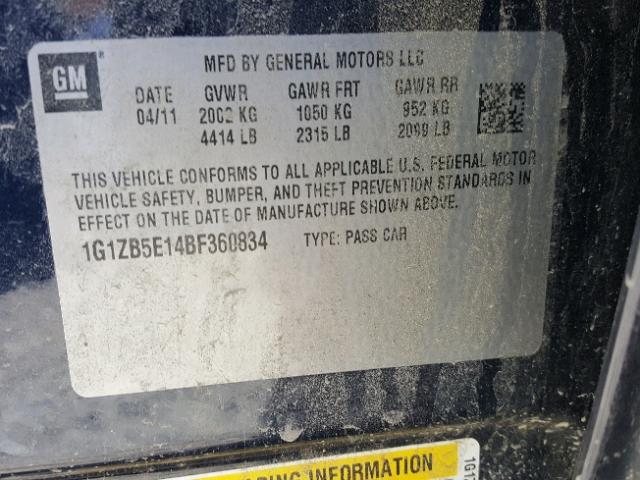 GM ® MFD BY GENERAL MOTORS LLC
DATE GVWR GAWR FRT GAWR RR
04/11 2002 KG 1050 KG 952 KG
4414 LB 2315 LB 2099 LB
THIS VEHICLE CONFORMS TO ALL APPLICABLE U.S. FEDERAL MOTOR
VEHICLE SAFETY, BUMPER, AND THEFT PREVENTION STANDARDS IN
EFFECT ON THE DATE OF MANUFACTURE SHOWN ABOVE.
1G1ZB5E14BF360834 TYPE: PASS CAR
INFORMATION